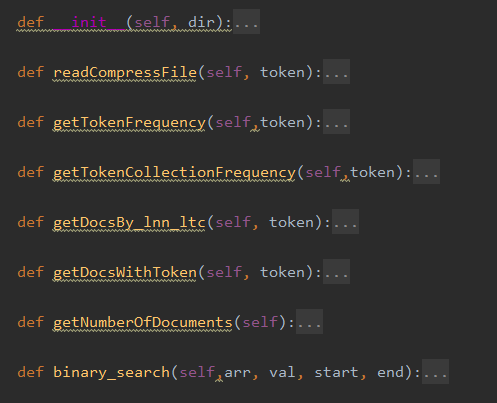 def __init__(self, dir):...
def readCompressFile(self, token):...
def getTokenFrequency(self,token):...
def getTokenCollectionFrequency(self,token):...
def getDocsBy_lnn_ltc(self, token):...
def getDocsWithToken(self, token):...
def getNumberOfDocuments(self):...
def binary_search(self,arr, val, start, end):...